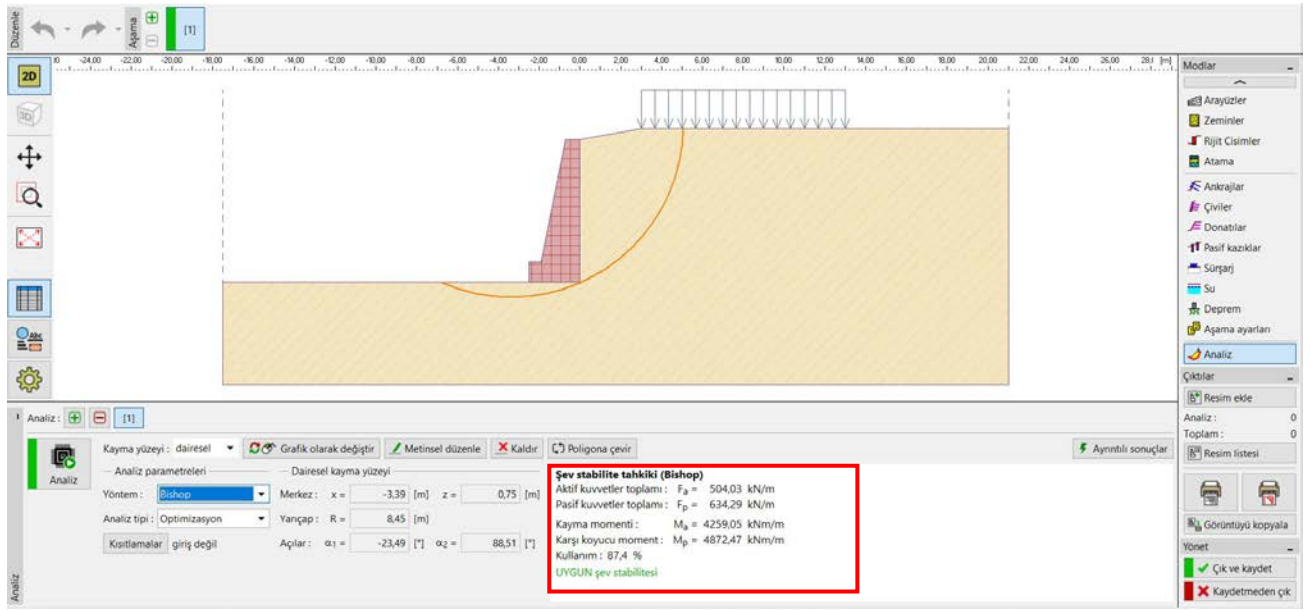 Düzenle
Aşama
[1]
2D
3D
-24,00 -22,00 -20,00 -18,00 -16,00 -14,00 -12,00 -10,00 -8,00 -6,00 -4,00 -2,00 0,00 2,00 4,00 6,00 8,00 10,00 12,00 14,00 16,00 18,00 20,00 22,00 24,00 26,00 [m]
Modlar
Arayüzler
Zeminler
Rijit Cisimler
Atama
Ankrajlar
Çiviler
Donatılar
Pasif kazıklar
Sürşarj
Su
Deprem
Aşama ayarları
Analiz
Çıktılar
Resim ekle
Analiz : 0
Toplam : 0
Resim listesi
Görüntüyü kopyala
Yönet
Çık ve kaydet
Kaydetmeden çık
Abc
Analiz : [1]
Analiz
Kayma yüzeyi : dairesel Grafik olarak değiştir Metinsel düzenle Kaldır Poligona çevir Ayrıntılı sonuçlar
Analiz parametreleri Dairesel kayma yüzeyi
Yöntem : Bishop Merkez : x = -3,39 [m] z = 0,75 [m]
Analiz tipi : Optimizasyon Yarıçap : R = 8,45 [m]
Kısıtlamalar giriş değil Açılar : α1 = -23,49 [°] α2 = 88,51 [°]
Şev stabilite tahkiki (Bishop)
Aktif kuvvetler toplamı : Fa = 504,03 kN/m
Pasif kuvvetler toplamı : Fp = 634,29 kN/m
Kayma momenti : Ma = 4259,05 kNm/m
Karşı koyucu moment : Mp = 4872,47 kNm/m
Kullanım : 87,4 %
UYGUN şev stabilitesi
Analiz